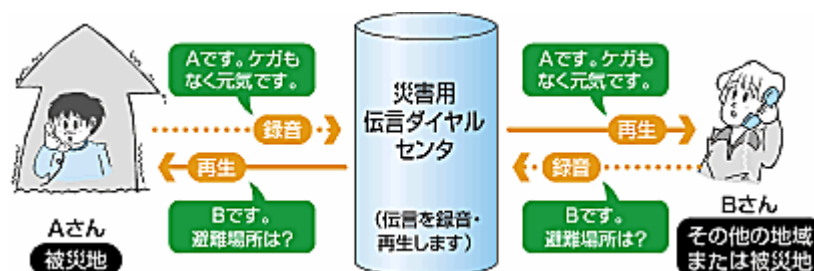 Aです。ケガも
なく元気です。
録音
再生
Bです。
避難場所は?
Aさん
被災地
災害用
伝言ダイヤル
センタ
(伝言を録音・
再生します)
Aです。ケガも
なく元気です。
再生
録音
Bです。
避難場所は?
Bさん
その他の地域
または被災地